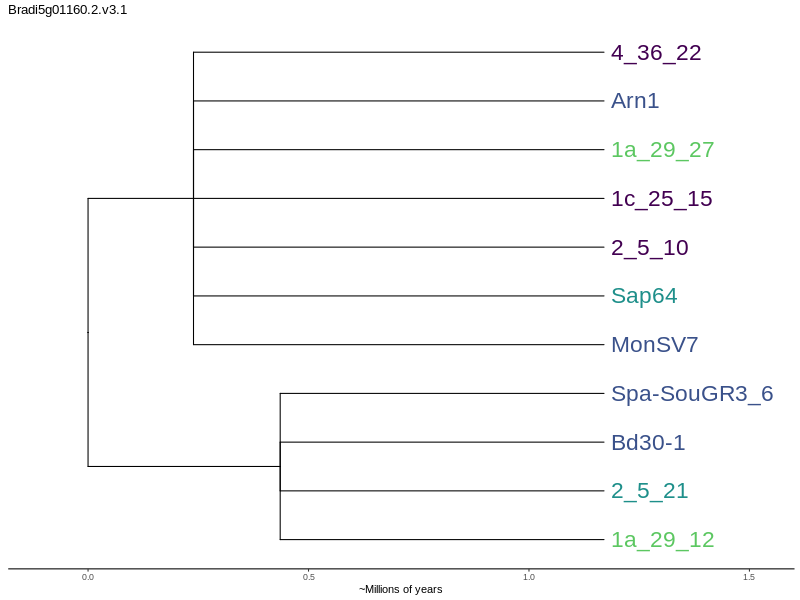 Bradi5g01160.2.v3.1
4_36_22
Arn1
1a_29_27
1c_25_15
2_5_10
Sap64
MonSV7
Spa-SouGR3_6
Bd30-1
2_5_21
1a_29_12
0.0 0.5 1.0 1.5
~Millions of years